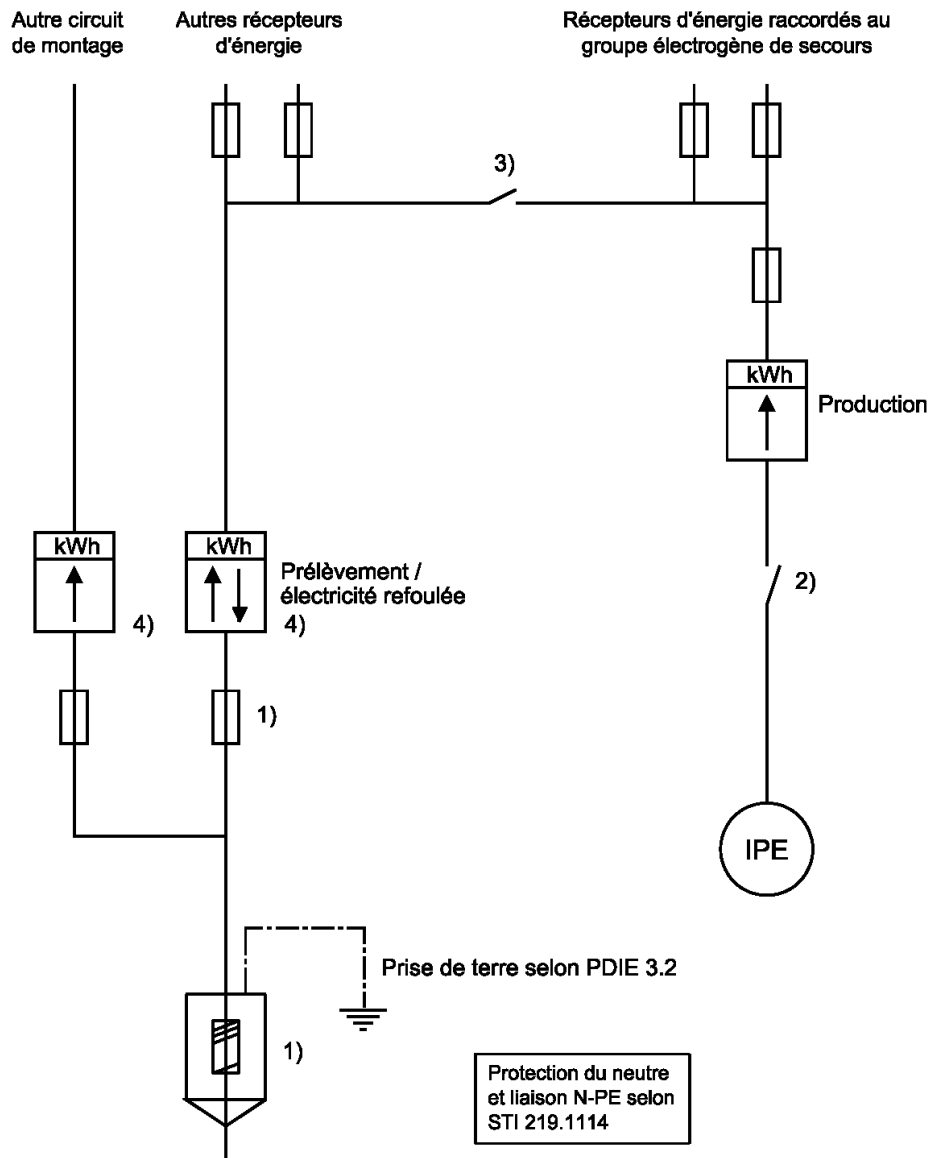 Autre circuit
de montage
Autres récepteurs
d'énergie
Récepteurs d'énergie raccordés au
groupe électrogène de secours
3)
kWh
Production
2)
kWh
4)
kWh
Prélèvement /
électricité refoulée
4)
1)
IPE
Prise de terre selon PDIE 3.2
1)
Protection du neutre
et liaison N-PE selon
STI 219.1114